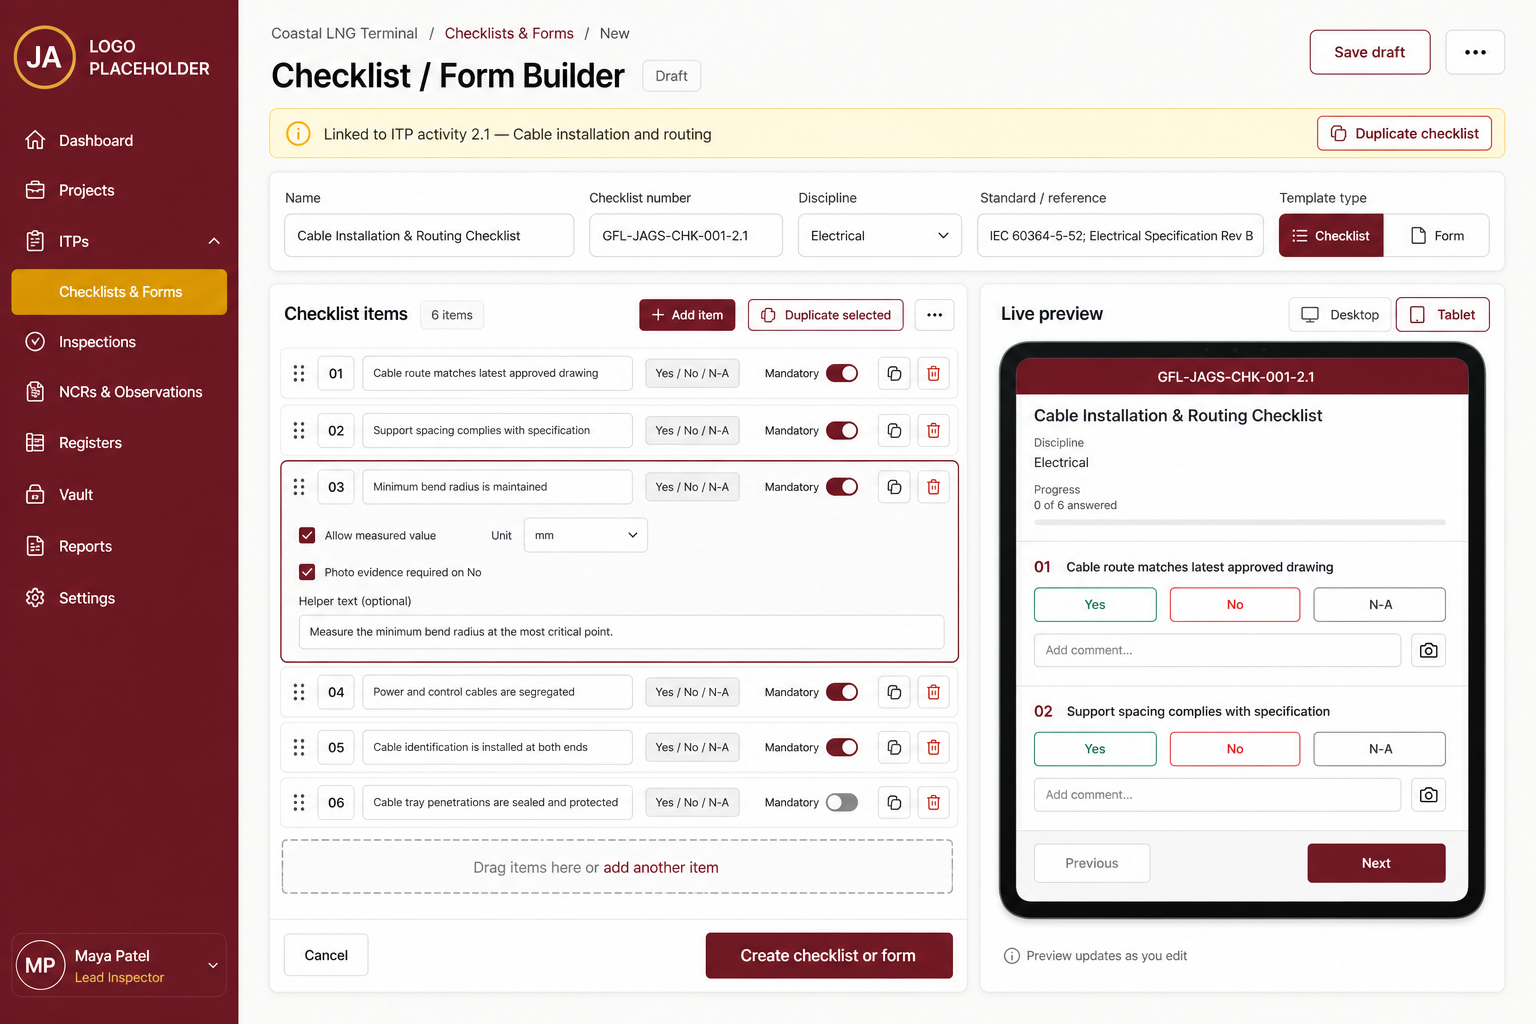 JA
LOGO
PLACEHOLDER
Dashboard
Projects
ITPs
Checklists & Forms
Inspections
NCRs & Observations
Registers
Vault
Reports
Settings
MP
Maya Patel
Lead Inspector
Coastal LNG Terminal / Checklists & Forms / New
Checklist / Form Builder
Draft
Save draft
Linked to ITP activity 2.1 — Cable installation and routing
Duplicate checklist
Name
Cable Installation & Routing Checklist
Checklist number
GFL-JAGS-CHK-001-2.1
Discipline
Electrical
Standard / reference
IEC 60364-5-52; Electrical Specification Rev B
Template type
Checklist
Form
Checklist items
6 items
Add item
Duplicate selected
01 Cable route matches latest approved drawing Yes / No / N-A Mandatory
02 Support spacing complies with specification Yes / No / N-A Mandatory
03 Minimum bend radius is maintained Yes / No / N-A Mandatory
Allow measured value Unit mm
Photo evidence required on No
Helper text (optional)
Measure the minimum bend radius at the most critical point.
04 Power and control cables are segregated Yes / No / N-A Mandatory
05 Cable identification is installed at both ends Yes / No / N-A Mandatory
06 Cable tray penetrations are sealed and protected Yes / No / N-A Mandatory
Drag items here or add another item
Cancel
Create checklist or form
Live preview
Desktop
Tablet
GFL-JAGS-CHK-001-2.1
Cable Installation & Routing Checklist
Discipline
Electrical
Progress
0 of 6 answered
01 Cable route matches latest approved drawing
Yes No N-A
Add comment...
02 Support spacing complies with specification
Yes No N-A
Add comment...
Previous Next
Preview updates as you edit